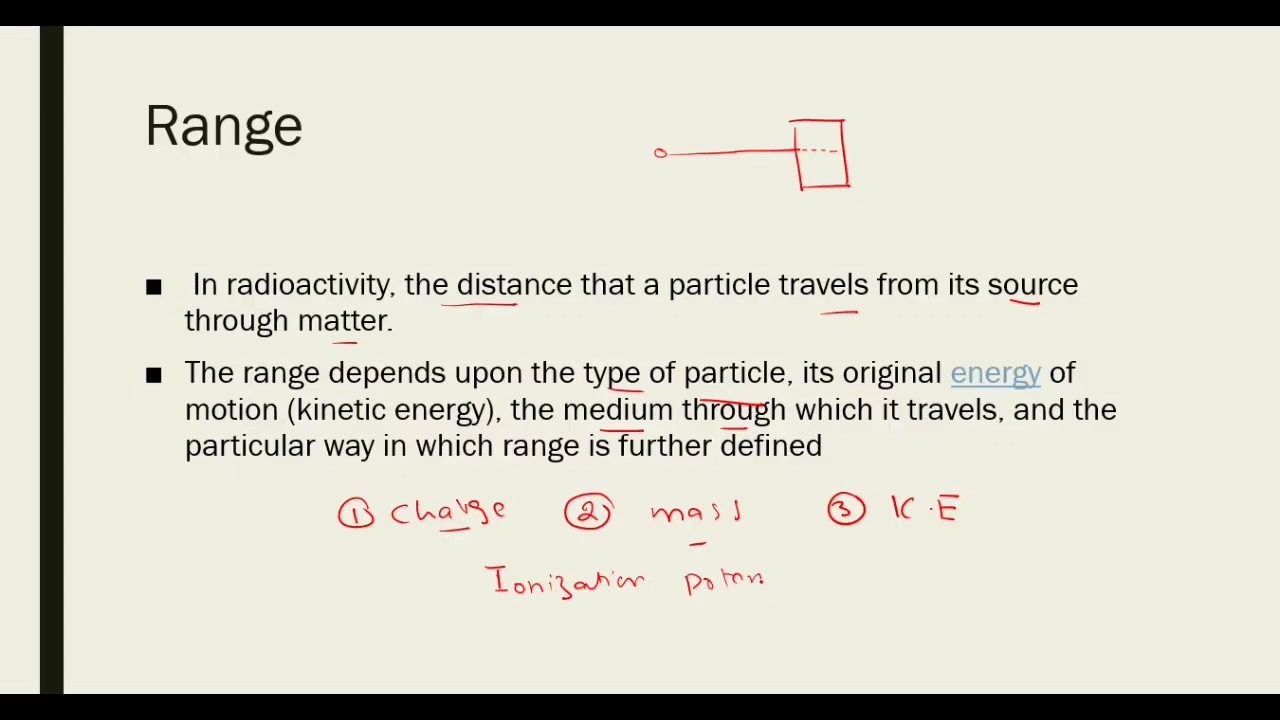 Range
■ In radioactivity, the distance that a particle travels from its source
through matter.
■ The range depends upon the type of particle, its original energy of
motion (kinetic energy), the medium through which it travels, and the
particular way in which range is further defined
① charge ② mass ③ K.E
Ionization poten